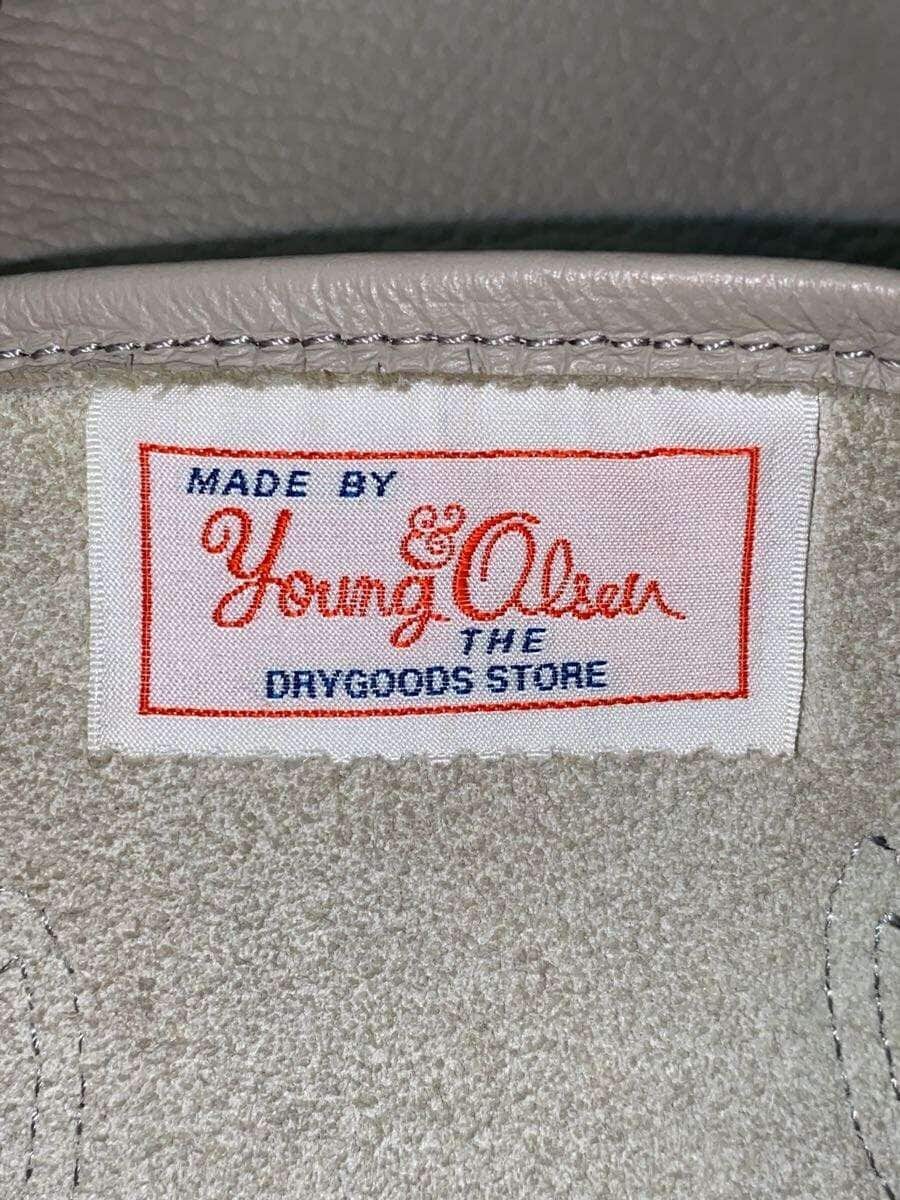 MADE BY
Young & Olsen
THE
DRYGOODS STORE